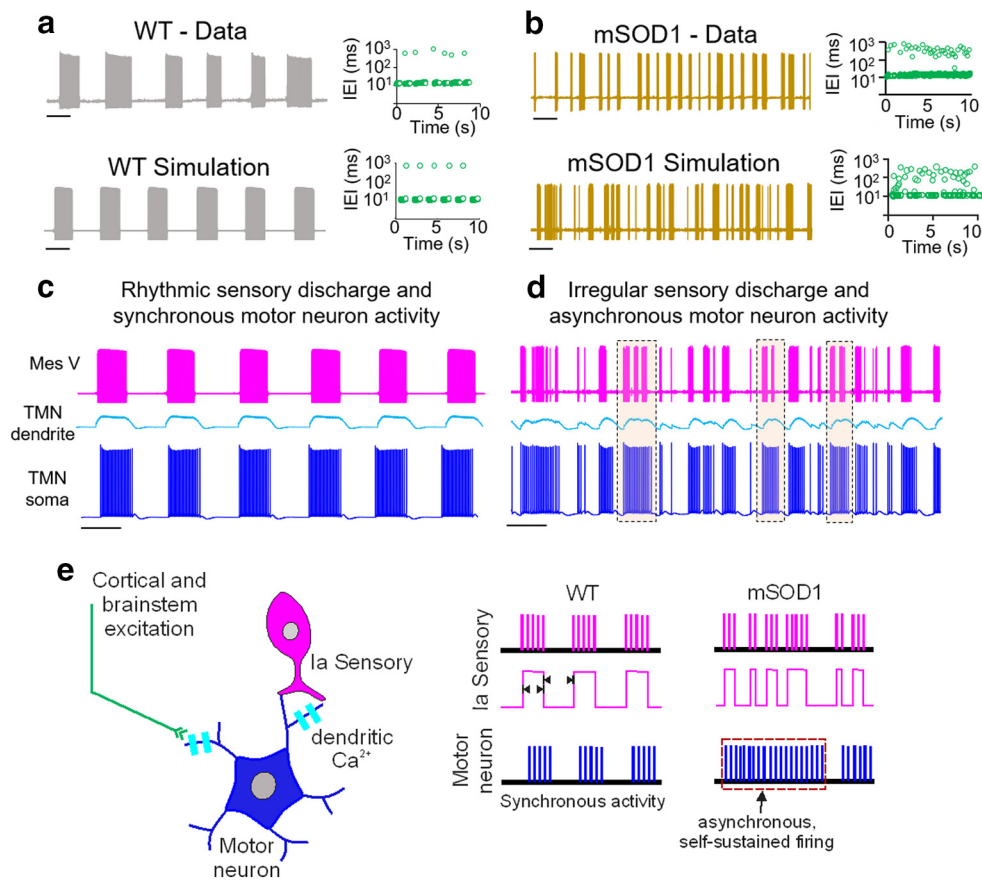 a
WT - Data
IEI (ms)
10³
10²
10¹
0 5 10
Time (s)
WT Simulation
IEI (ms)
10³
10²
10¹
0 5 10
Time (s)
b
mSOD1 - Data
IEI (ms)
10³
10²
10¹
0 5 10
Time (s)
mSOD1 Simulation
IEI (ms)
10³
10²
10¹
0 5 10
Time (s)
c
Rhythmic sensory discharge and
synchronous motor neuron activity
Mes V
TMN
dendrite
TMN
soma
d
Irregular sensory discharge and
asynchronous motor neuron activity
e
Cortical and
brainstem
excitation
Ia Sensory
dendritic
Ca²⁺
Motor
neuron
WT
mSOD1
Ia Sensory
Motor
neuron
Synchronous activity
asynchronous,
self-sustained firing